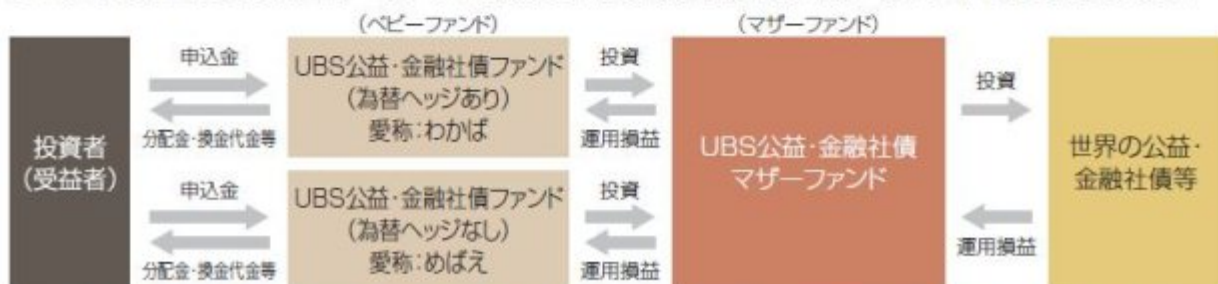 (ベビーファンド)
(マザーファンド)
投資者
(受益者)
申込金
分配金・換金代金等
申込金
分配金・換金代金等
UBS公益・金融社債ファンド
(為替ヘッジあり)
愛称:わかば
UBS公益・金融社債ファンド
(為替ヘッジなし)
愛称:めばえ
投資
運用損益
投資
運用損益
UBS公益・金融社債
マザーファンド
投資
運用損益
世界の公益・
金融社債等